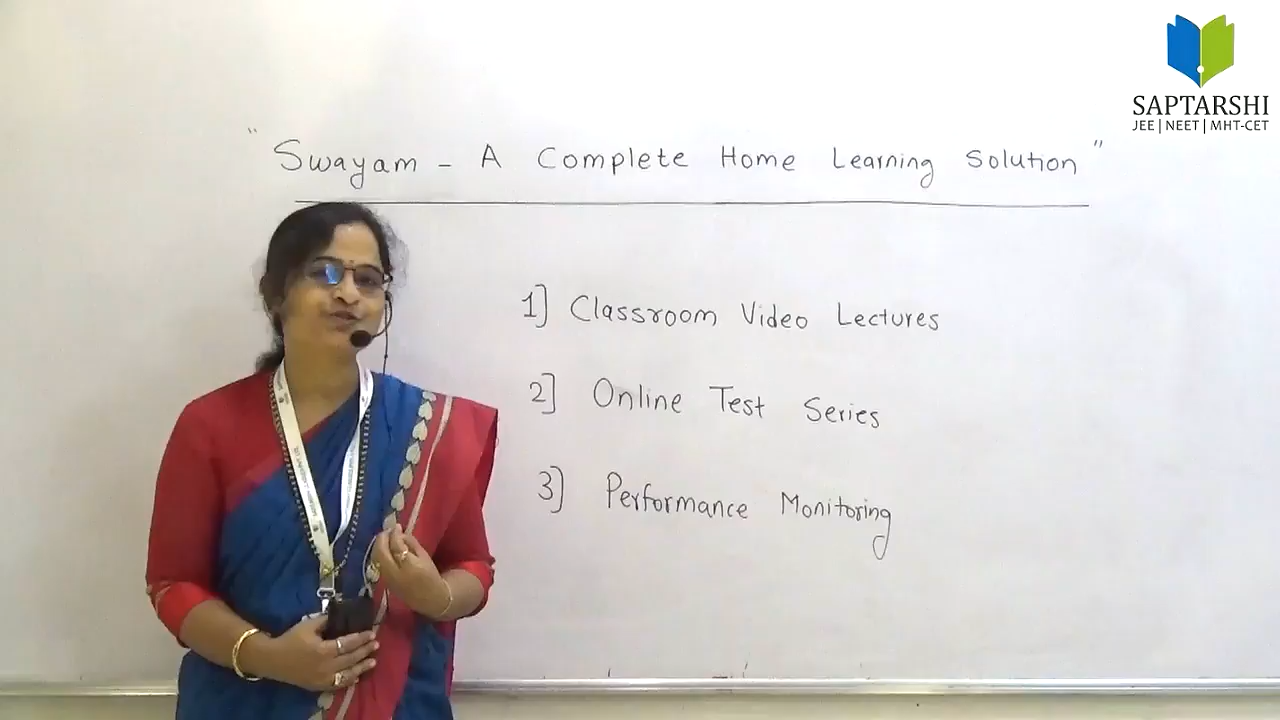 SAPTARSHI
JEE | NEET | MHT-CET
"Swayam - A Complete Home Learning Solution"
1] Classroom Video Lectures
2] Online Test Series
3] Performance Monitoring